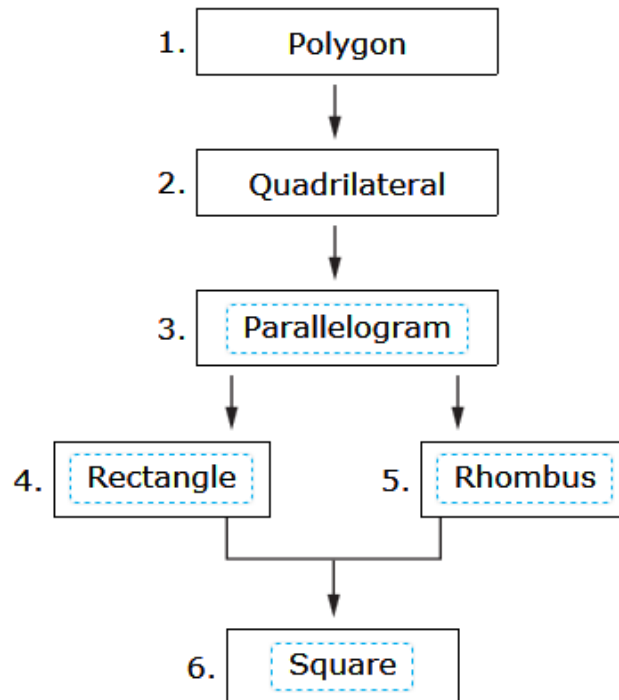 1. Polygon
2. Quadrilateral
3. Parallelogram
4. Rectangle 5. Rhombus
6. Square